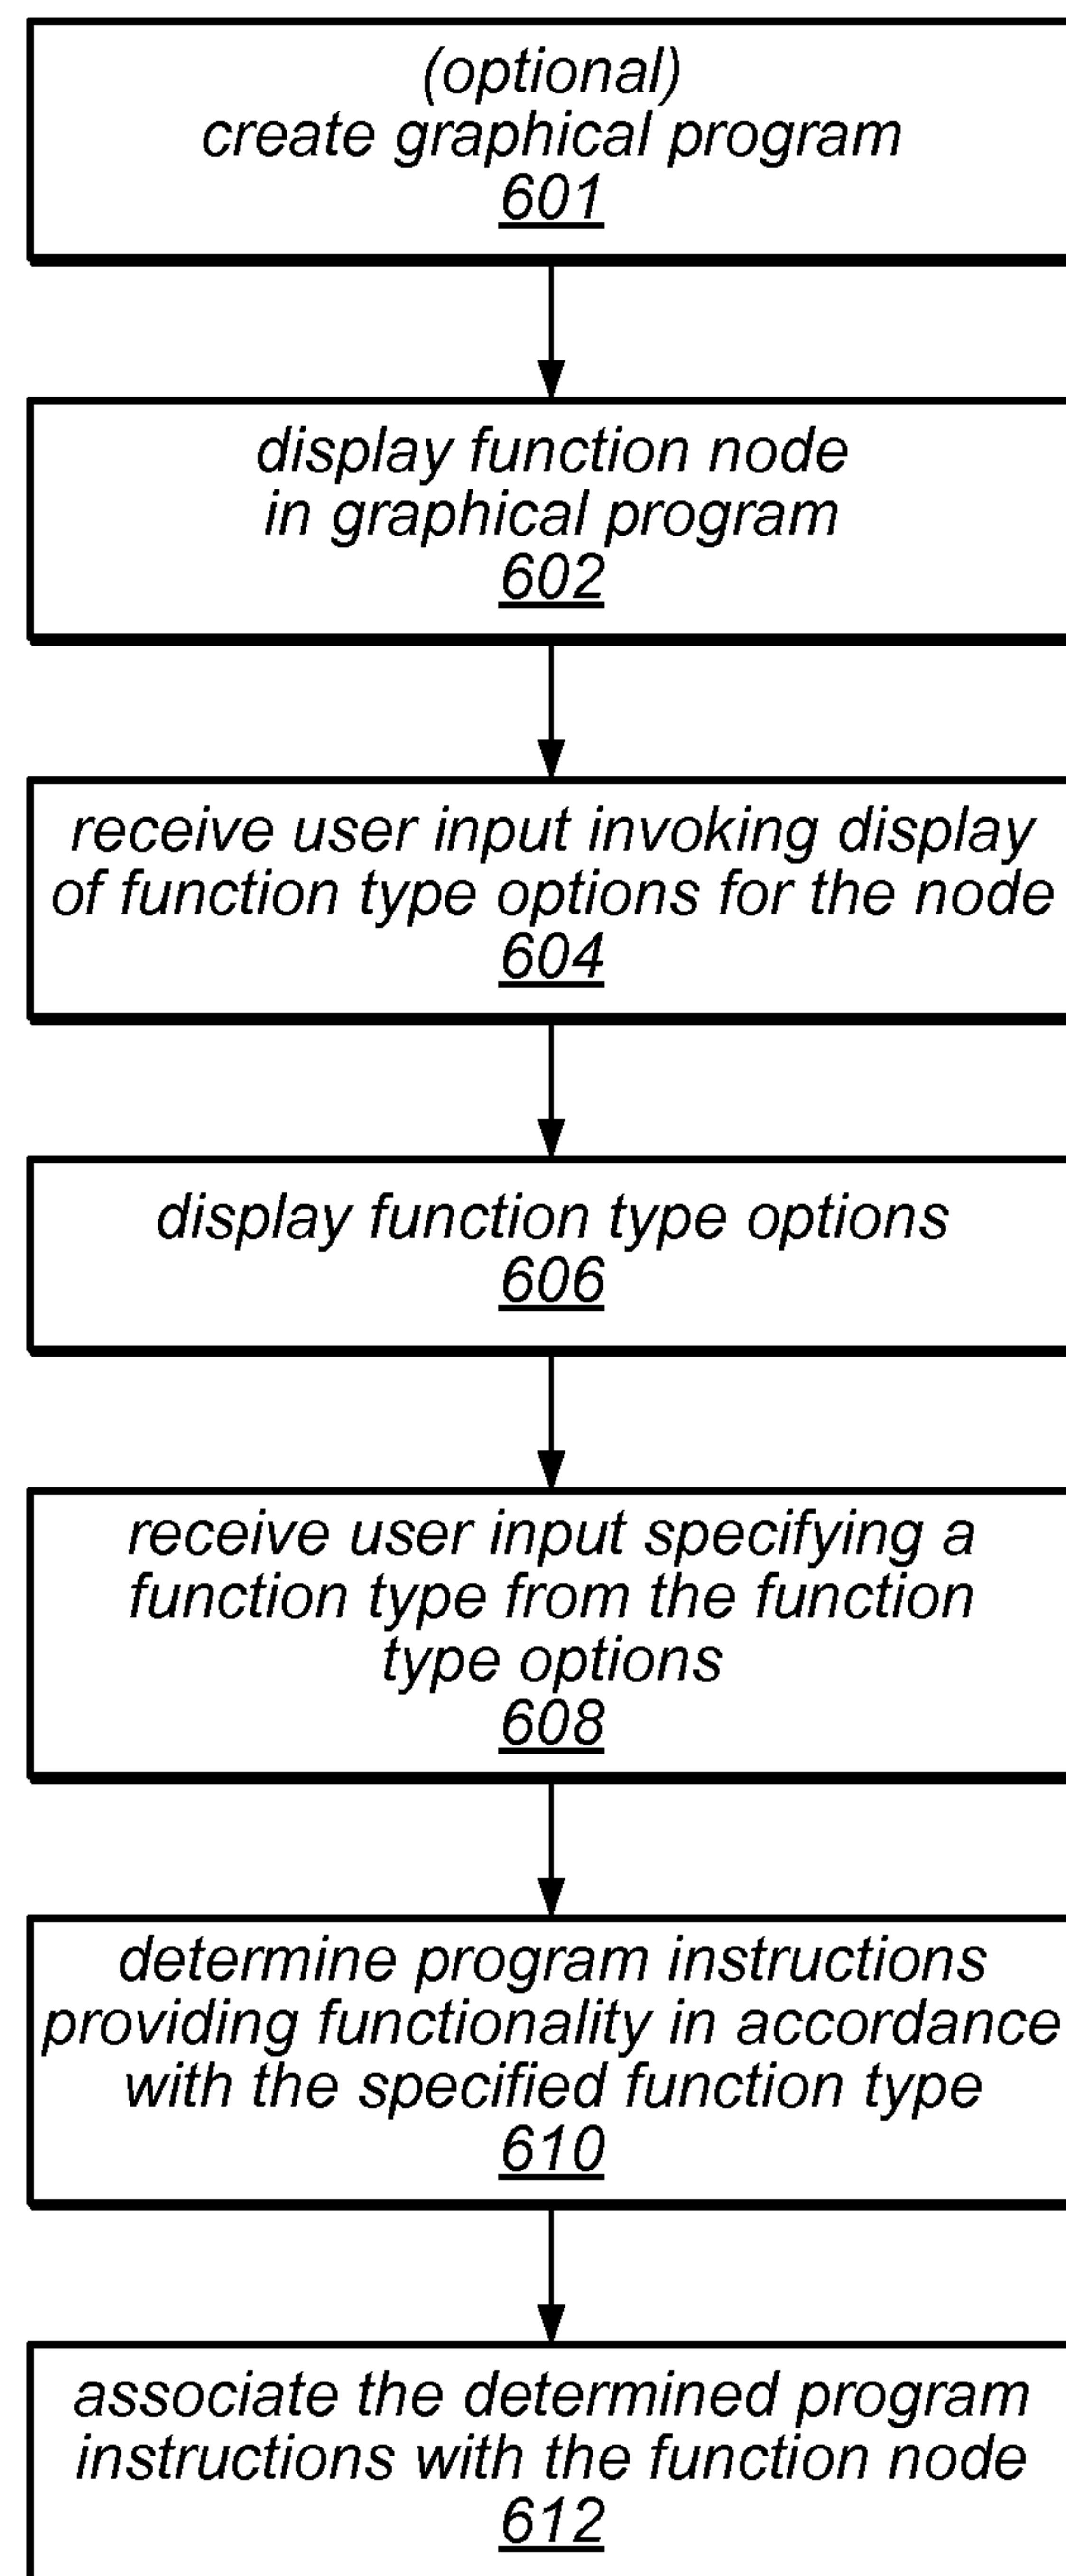 (optional)
create graphical program
601
display function node
in graphical program
602
receive user input invoking display
of function type options for the node
604
display function type options
606
receive user input specifying a
function type from the function
type options
608
determine program instructions
providing functionality in accordance
with the specified function type
610
associate the determined program
instructions with the function node
612